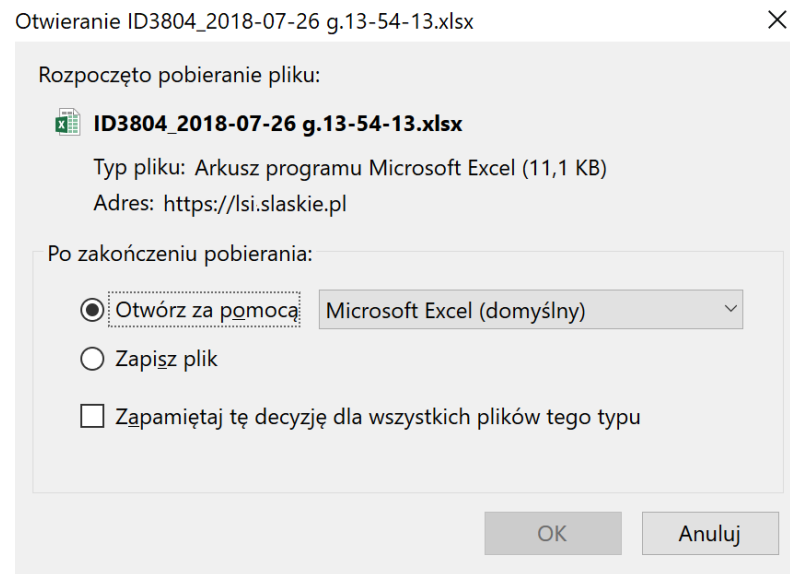 Otwieranie ID3804_2018-07-26 g.13-54-13.xlsx
Rozpoczęto pobieranie pliku:
ID3804_2018-07-26 g.13-54-13.xlsx
Typ pliku: Arkusz programu Microsoft Excel (11,1 KB)
Adres: https://lsi.slaskie.pl
Po zakończeniu pobierania:
Otwórz za pomocą Microsoft Excel (domyślny)
Zapisz plik
Zapamiętaj tę decyzję dla wszystkich plików tego typu
OK Anuluj